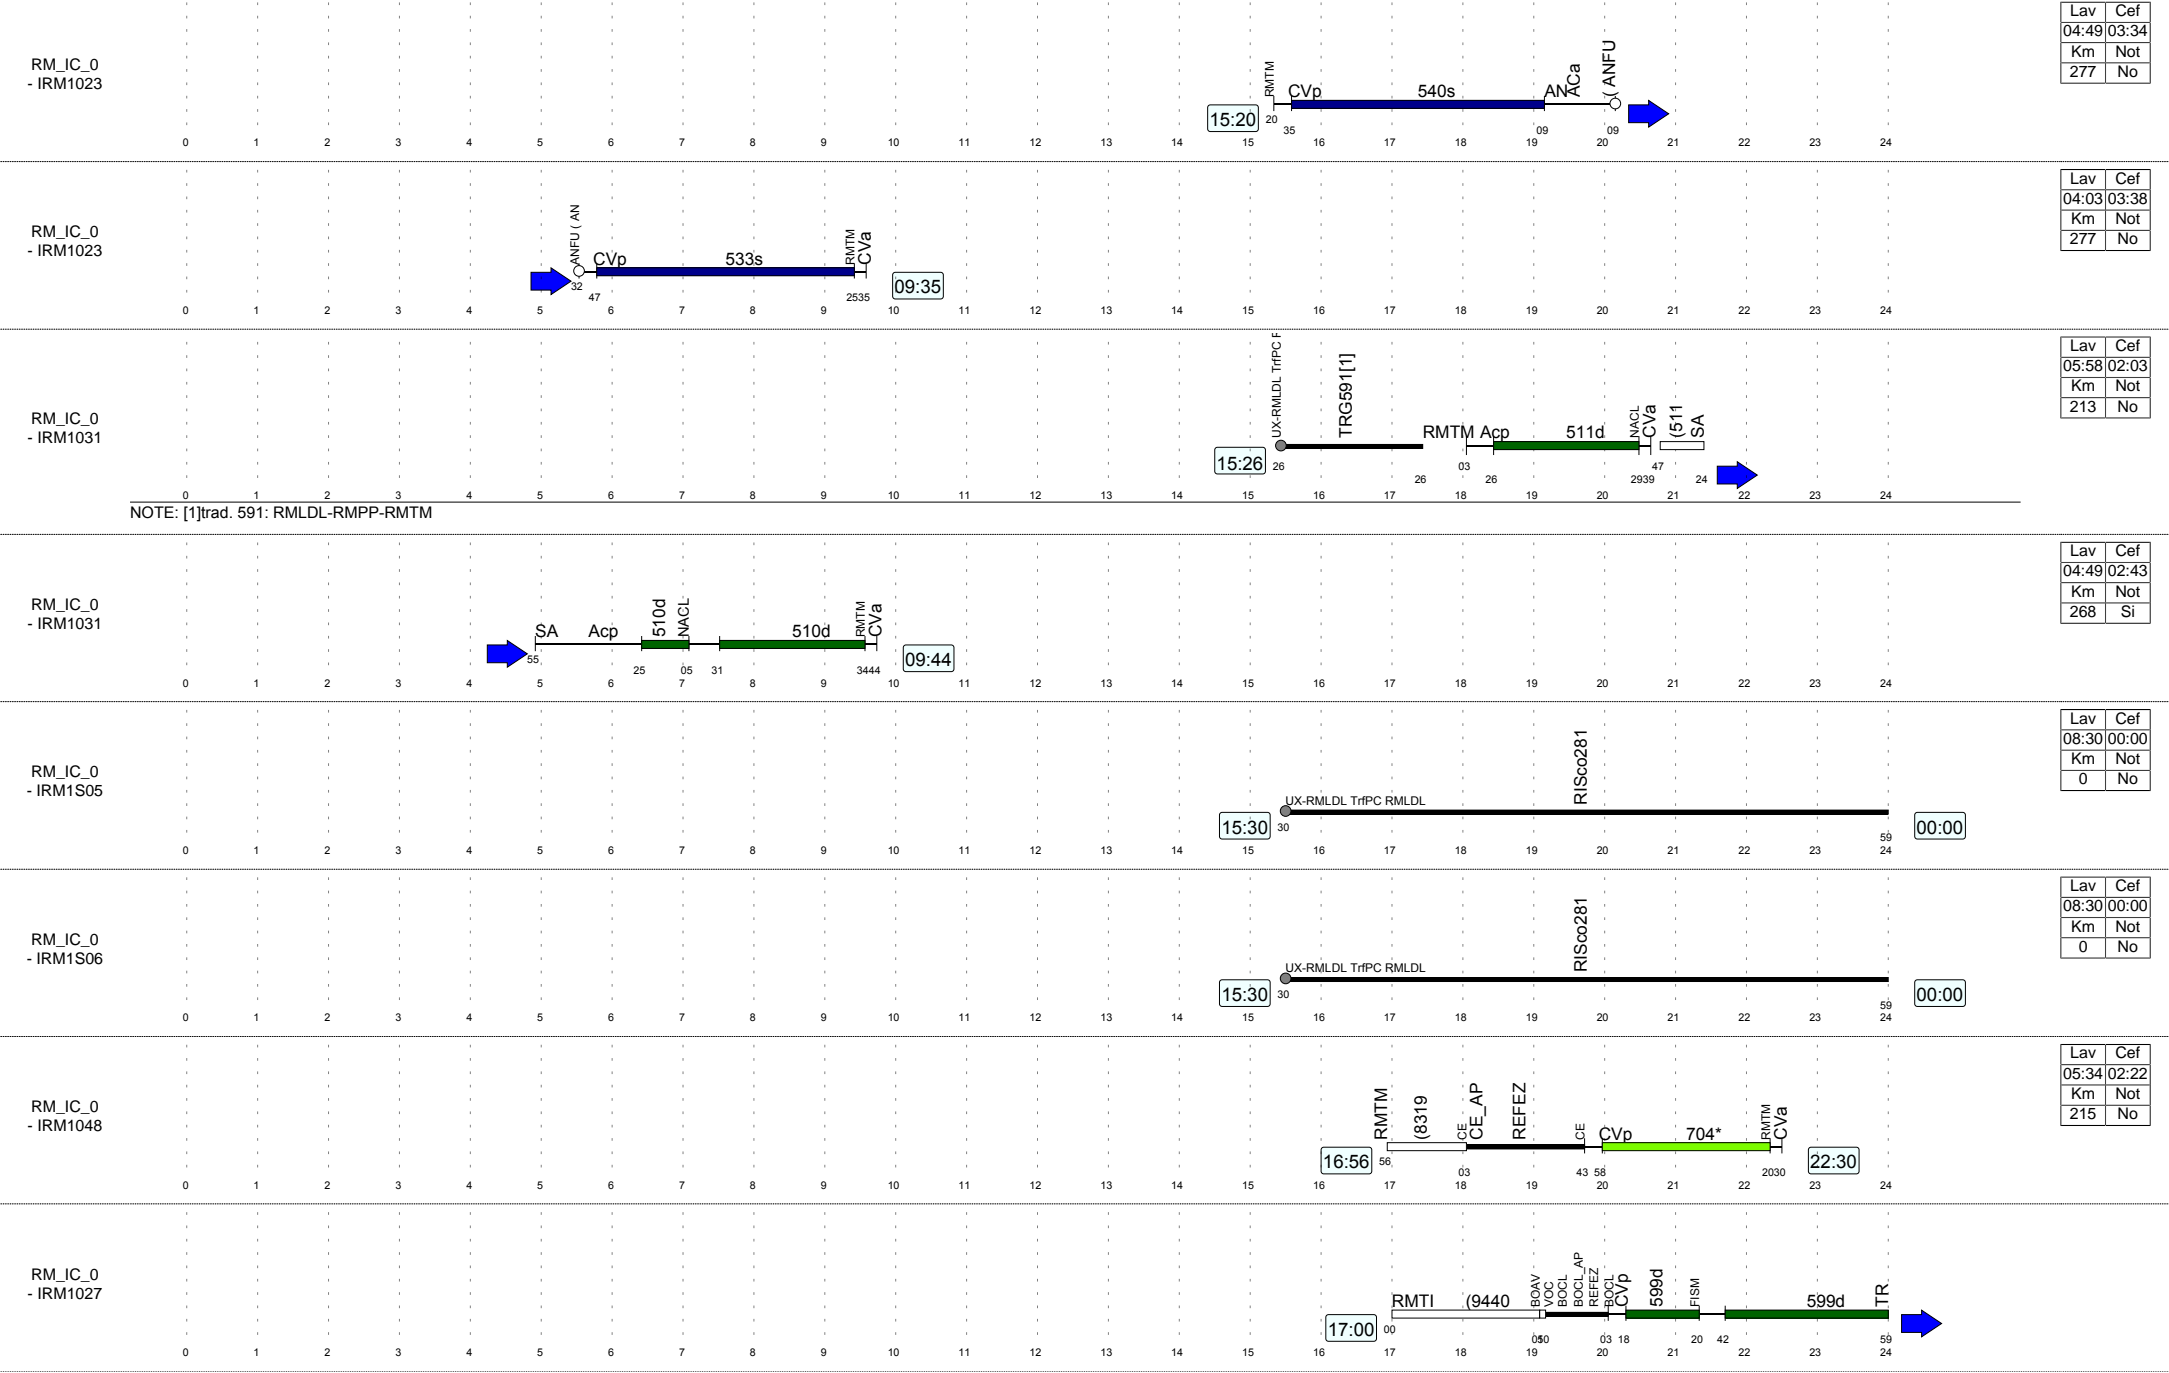 Lav Cef
04:49 03:34
Km Not
277 No
RM_IC_0
- IRM1023
RMTM
CVp
540s
AN
ACa
( ANFU
15:20
20
35
09
09
0 1 2 3 4 5 6 7 8 9 10 11 12 13 14 15 16 17 18 19 20 21 22 23 24
Lav Cef
04:03 03:38
Km Not
277 No
RM_IC_0
- IRM1023
ANFU ( AN
CVp
533s
RMTM
CVa
32
47
2535
09:35
0 1 2 3 4 5 6 7 8 9 10 11 12 13 14 15 16 17 18 19 20 21 22 23 24
Lav Cef
05:58 02:03
Km Not
213 No
RM_IC_0
- IRM1031
UX-RMLDL TrfPC
TRG591[1]
RMTM Acp
511d
NACL
CVa
(511
SA
15:26
26
26
03
26
2939
47
24
0 1 2 3 4 5 6 7 8 9 10 11 12 13 14 15 16 17 18 19 20 21 22 23 24
NOTE: [1]trad. 591: RMLDL-RMPP-RMTM
Lav Cef
04:49 02:43
Km Not
268 Si
RM_IC_0
- IRM1031
SA
Acp
510d
NACL
510d
RMTM
CVa
55
25
05
31
3444
09:44
0 1 2 3 4 5 6 7 8 9 10 11 12 13 14 15 16 17 18 19 20 21 22 23 24
Lav Cef
08:30 00:00
Km Not
0 No
RM_IC_0
- IRM1S05
UX-RMLDL TrfPC RMLDL
RISco281
15:30
30
59
00:00
0 1 2 3 4 5 6 7 8 9 10 11 12 13 14 15 16 17 18 19 20 21 22 23 24
Lav Cef
08:30 00:00
Km Not
0 No
RM_IC_0
- IRM1S06
UX-RMLDL TrfPC RMLDL
RISco281
15:30
30
59
00:00
0 1 2 3 4 5 6 7 8 9 10 11 12 13 14 15 16 17 18 19 20 21 22 23 24
Lav Cef
05:34 02:22
Km Not
215 No
RM_IC_0
- IRM1048
RMTM
(8319
CE
CE_AP
REFEZ
CE
CVp
704*
RMTM
CVa
16:56
56
03
43
58
2030
22:30
0 1 2 3 4 5 6 7 8 9 10 11 12 13 14 15 16 17 18 19 20 21 22 23 24
RM_IC_0
- IRM1027
RMTI
(9440
BOAV
VOC
BOCL
BOCL_AP
REFEZ
BOCL
CVp
599d
FISM
599d
TR
17:00
00
03
18
20
42
59
0 1 2 3 4 5 6 7 8 9 10 11 12 13 14 15 16 17 18 19 20 21 22 23 24